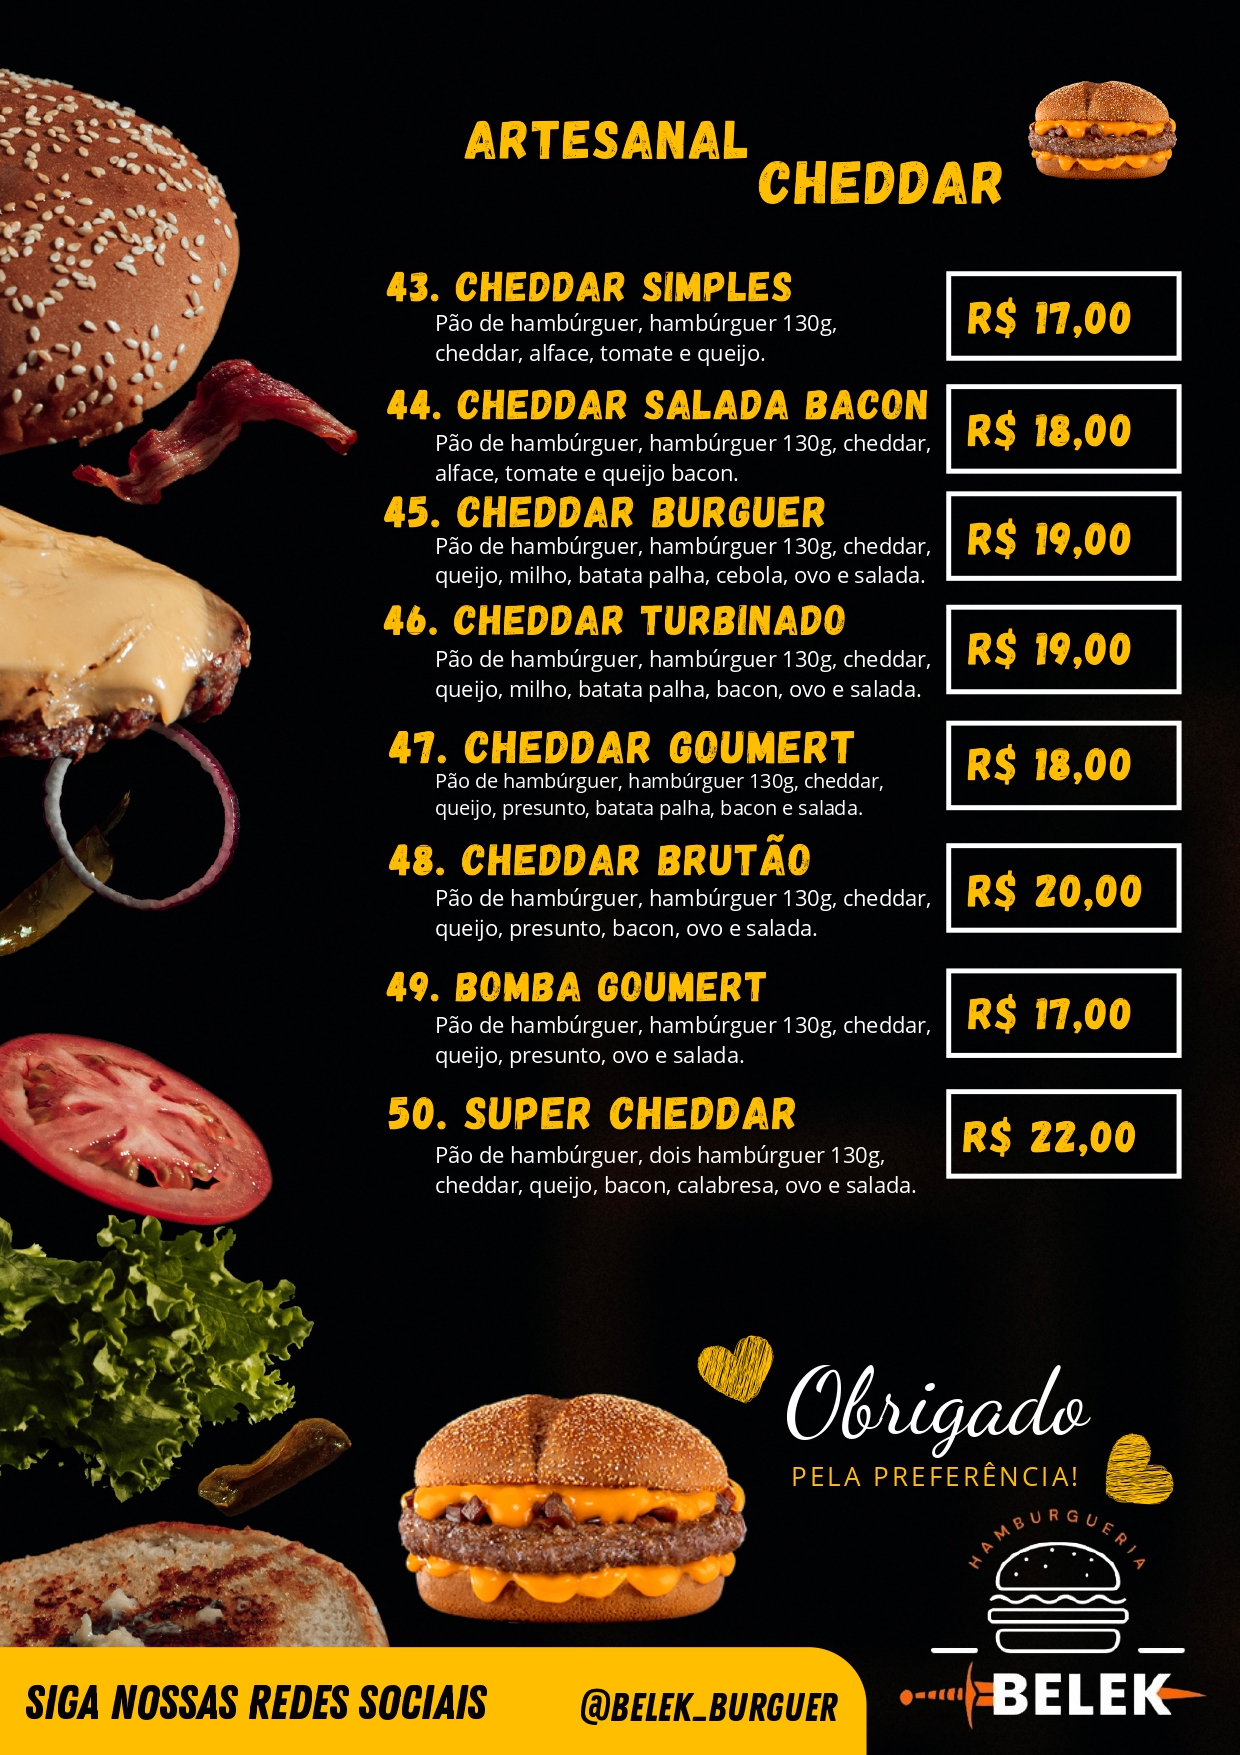 ARTESANAL
CHEDDAR
43. CHEDDAR SIMPLES
Pão de hambúrguer, hambúrguer 130g,
cheddar, alface, tomate e queijo.
R$ 17,00
44. CHEDDAR SALADA BACON
Pão de hambúrguer, hambúrguer 130g, cheddar,
alface, tomate e queijo bacon.
R$ 18,00
45. CHEDDAR BURGUER
Pão de hambúrguer, hambúrguer 130g, cheddar,
queijo, milho, batata palha, cebola, ovo e salada.
R$ 19,00
46. CHEDDAR TURBINADO
Pão de hambúrguer, hambúrguer 130g, cheddar,
queijo, milho, batata palha, bacon, ovo e salada.
R$ 19,00
47. CHEDDAR GOUMERT
Pão de hambúrguer, hambúrguer 130g, cheddar,
queijo, presunto, batata palha, bacon e salada.
R$ 18,00
48. CHEDDAR BRUTÃO
Pão de hambúrguer, hambúrguer 130g, cheddar,
queijo, presunto, bacon, ovo e salada.
R$ 20,00
49. BOMBA GOUMERT
Pão de hambúrguer, hambúrguer 130g, cheddar,
queijo, presunto, ovo e salada.
R$ 17,00
50. SUPER CHEDDAR
Pão de hambúrguer, dois hambúrguer 130g,
cheddar, queijo, bacon, calabresa, ovo e salada.
R$ 22,00
Obrigado
PELA PREFERÊNCIA!
HAMBURGUERIA
BELEK
SIGA NOSSAS REDES SOCIAIS
@BELEK_BURGUER